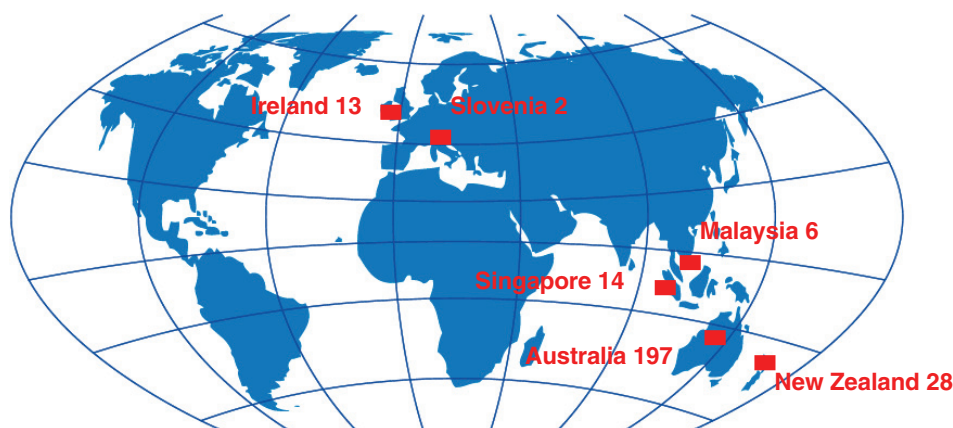 Ireland 13
Slovenia 2
Malaysia 6
Singapore 14
Australia 197
New Zealand 28